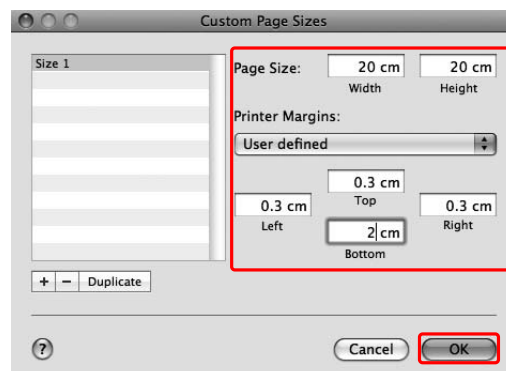 Custom Page Sizes
Size 1
Page Size: 20 cm 20 cm
Width Height
Printer Margins:
User defined
0.3 cm
Top
0.3 cm 0.3 cm
Left Right
2 cm
Bottom
+ − Duplicate
? Cancel OK